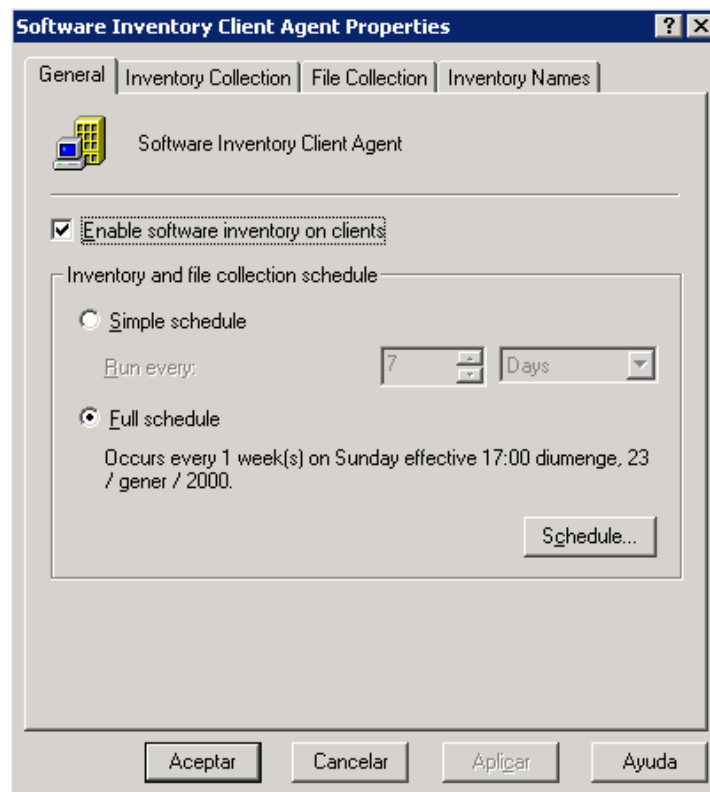 Software Inventory Client Agent Properties
General Inventory Collection File Collection Inventory Names
Software Inventory Client Agent
Enable software inventory on clients
Inventory and file collection schedule
Simple schedule
Run every: 7 Days
Full schedule
Occurs every 1 week(s) on Sunday effective 17:00 diumenge, 23
/ gener / 2000.
Schedule...
Aceptar Cancelar Aplicar Ayuda